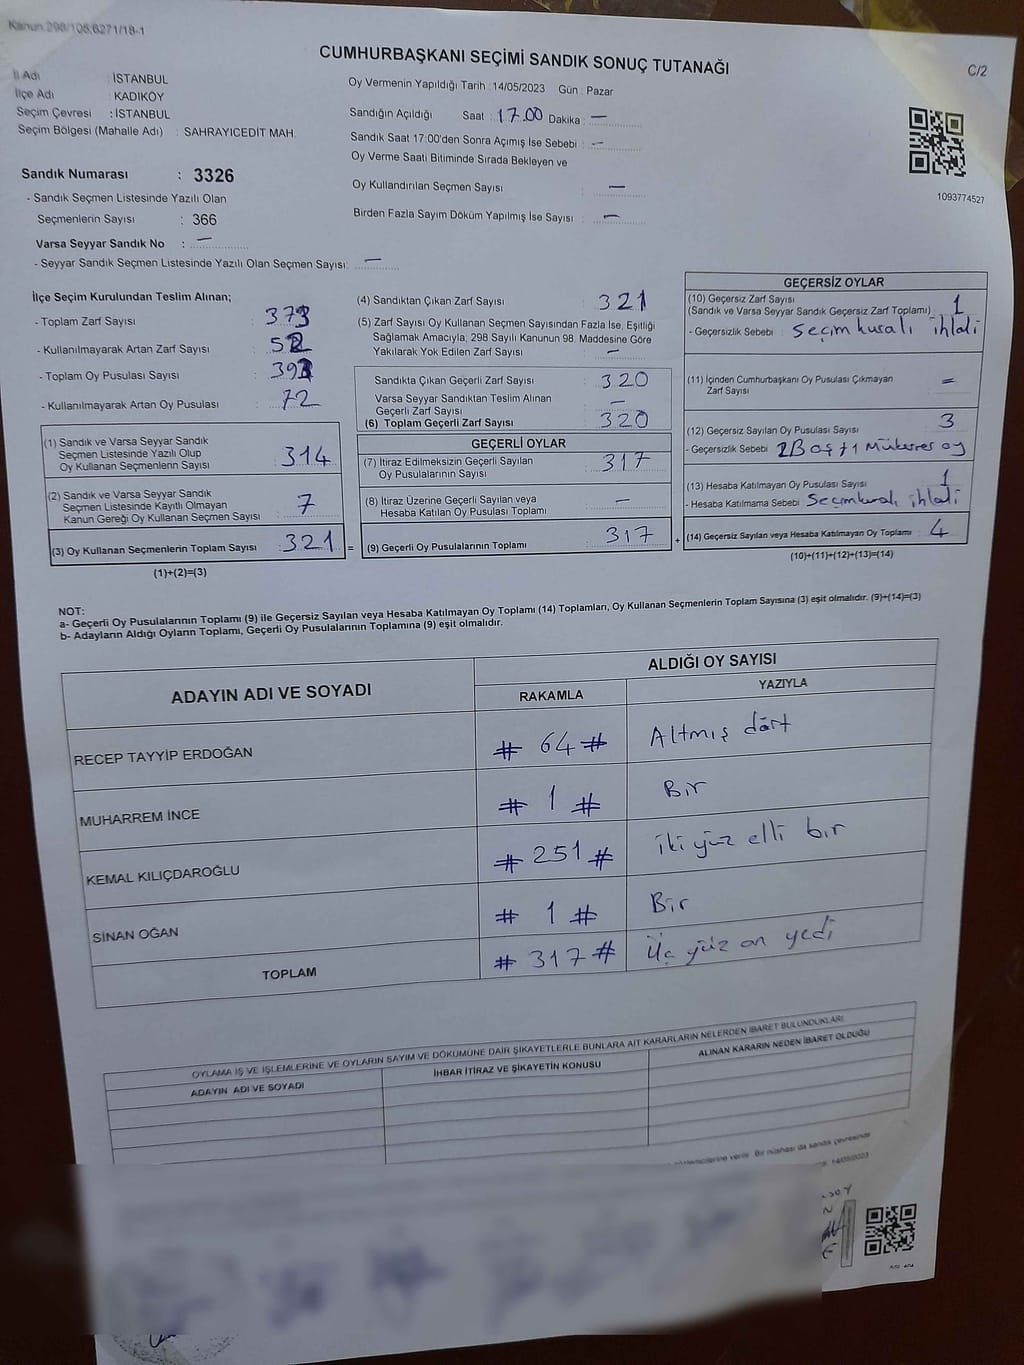 Kanun 298/105,6271/18-1
CUMHURBAŞKANI SEÇİMİ SANDIK SONUÇ TUTANAĞI
C/2
İl Adı : İSTANBUL
İlçe Adı : KADIKÖY
Seçim Çevresi : İSTANBUL
Seçim Bölgesi (Mahalle Adı) : SAHRAYICEDİT MAH.
Sandık Numarası : 3326
- Sandık Seçmen Listesinde Yazılı Olan
Seçmenlerin Sayısı : 366
Varsa Seyyar Sandık No : —
- Seyyar Sandık Seçmen Listesinde Yazılı Olan Seçmen Sayısı: —
Oy Vermenin Yapıldığı Tarih :14/05/2023 Gün : Pazar
Sandığın Açıldığı Saat : 17.00 Dakika : —
Sandık Saat 17:00'den Sonra Açımış İse Sebebi : —
Oy Verme Saati Bitiminde Sırada Bekleyen ve
Oy Kullandırılan Seçmen Sayısı : —
Birden Fazla Sayım Döküm Yapılmış İse Sayısı : —
1093774527
İlçe Seçim Kurulundan Teslim Alınan;
- Toplam Zarf Sayısı : 373
- Kullanılmayarak Artan Zarf Sayısı : 52
- Toplam Oy Pusulası Sayısı : 393
- Kullanılmayarak Artan Oy Pusulası : 72
(1) Sandık ve Varsa Seyyar Sandık
Seçmen Listesinde Yazılı Olup
Oy Kullanan Seçmenlerin Sayısı : 314
(2) Sandık ve Varsa Seyyar Sandık
Seçmen Listesinde Kayıtlı Olmayan
Kanun Gereği Oy Kullanan Seçmen Sayısı : 7
(3) Oy Kullanan Seçmenlerin Toplam Sayısı : 321 =
(1)+(2)=(3)
(4) Sandıktan Çıkan Zarf Sayısı : 321
(5) Zarf Sayısı Oy Kullanan Seçmen Sayısından Fazla İse, Eşitliği
Sağlamak Amacıyla; 298 Sayılı Kanunun 98. Maddesine Göre
Yakılarak Yok Edilen Zarf Sayısı : —
Sandıkta Çıkan Geçerli Zarf Sayısı : 320
Varsa Seyyar Sandıktan Teslim Alınan
Geçerli Zarf Sayısı : —
(6) Toplam Geçerli Zarf Sayısı : 320
GEÇERLİ OYLAR
(7) İtiraz Edilmeksizin Geçerli Sayılan
Oy Pusulalarının Sayısı : 317
(8) İtiraz Üzerine Geçerli Sayılan veya
Hesaba Katılan Oy Pusulası Toplamı : —
(9) Geçerli Oy Pusulalarının Toplamı : 317 +
GEÇERSİZ OYLAR
(10) Geçersiz Zarf Sayısı
(Sandık ve Varsa Seyyar Sandık Geçersiz Zarf Toplamı) 1
- Geçersizlik Sebebi : Seçim kuralı ihlali
(11) İçinden Cumhurbaşkanı Oy Pusulası Çıkmayan
Zarf Sayısı : —
(12) Geçersiz Sayılan Oy Pusulası Sayısı : 3
- Geçersizlik Sebebi : 2 Boş +1 Mükerrer oy
(13) Hesaba Katılmayan Oy Pusulası Sayısı : 1
- Hesaba Katılmama Sebebi : Seçim kuralı ihlali
(14) Geçersiz Sayılan veya Hesaba Katılmayan Oy Toplamı : 4
(10)+(11)+(12)+(13)=(14)
NOT:
a- Geçerli Oy Pusulalarının Toplamı (9) ile Geçersiz Sayılan veya Hesaba Katılmayan Oy Toplamı (14) Toplamları, Oy Kullanan Seçmenlerin Toplam Sayısına (3) eşit olmalıdır. (9)+(14)=(3)
b- Adayların Aldığı Oyların Toplamı, Geçerli Oy Pusulalarının Toplamına (9) eşit olmalıdır.
ADAYIN ADI VE SOYADI
ALDIĞI OY SAYISI
RAKAMLA YAZIYLA
RECEP TAYYİP ERDOĞAN # 64 # Altmış dört
MUHARREM İNCE # 1 # Bir
KEMAL KILIÇDAROĞLU # 251 # iki yüz elli bir
SİNAN OĞAN # 1 # Bir
TOPLAM # 317 # Üç yüz on yedi
OYLAMA İŞ VE İŞLEMLERİNE VE OYLARIN SAYIM VE DÖKÜMÜNE DAİR ŞİKAYETLERLE BUNLARA AİT KARARLARIN NELERDEN İBARET BULUNDUKLARI
ADAYIN ADI VE SOYADI İHBAR İTİRAZ VE ŞİKAYETİN KONUSU ALINAN KARARIN NEDEN İBARET OLDUĞU
verilir. Bir nüshası da sandık çevresinde
14/05/2023